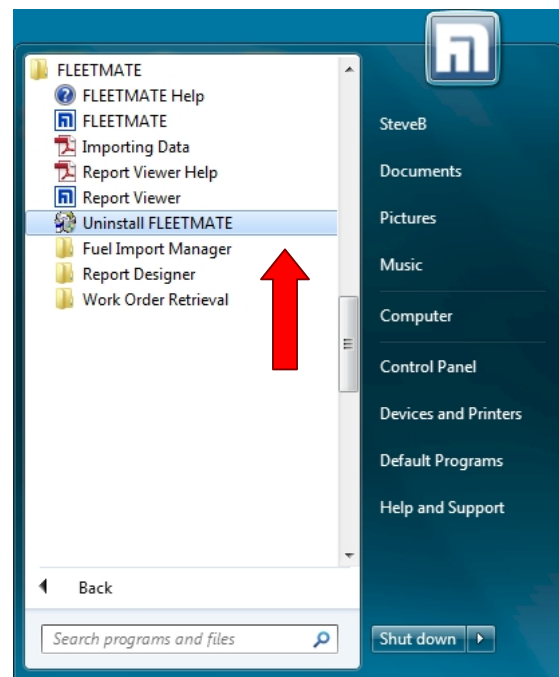 FLEETMATE
FLEETMATE Help
FLEETMATE
Importing Data
Report Viewer Help
Report Viewer
Uninstall FLEETMATE
Fuel Import Manager
Report Designer
Work Order Retrieval
Back
Search programs and files
SteveB
Documents
Pictures
Music
Computer
Control Panel
Devices and Printers
Default Programs
Help and Support
Shut down